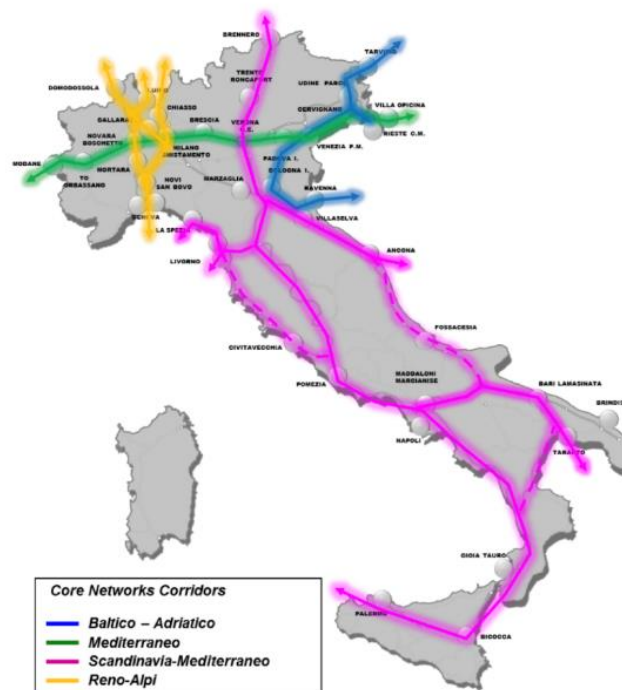 BRENNERO
TARVISIO
TRENTO
RONCAFORT
UDINE PARCO
DOMODOSSOLA
CHIASSO
CERVIGNANO
VILLA OPICINA
GALLARATE
BRESCIA
VERONA
Q.E.
TRIESTE C.M.
NOVARA
BOSCHETTO
MILANO
SMISTAMENTO
VENEZIA P.M.
MODANE
PADOVA I.
TO
ORBASSANO
MORTARA
NOVI
SAN BOVO
MARZAGLIA
BOLOGNA I.
RAVENNA
GENOVA
VILLASELVA
LA SPEZIA
LIVORNO
ANCONA
FOSSACESIA
CIVITAVECCHIA
POMEZIA
MADDALONI
MARCIANISE
BARI LAMASINATA
BRINDISI
NAPOLI
TARANTO
GIOIA TAURO
PALERMO
BICOCCA
Core Networks Corridors
Baltico – Adriatico
Mediterraneo
Scandinavia-Mediterraneo
Reno-Alpi